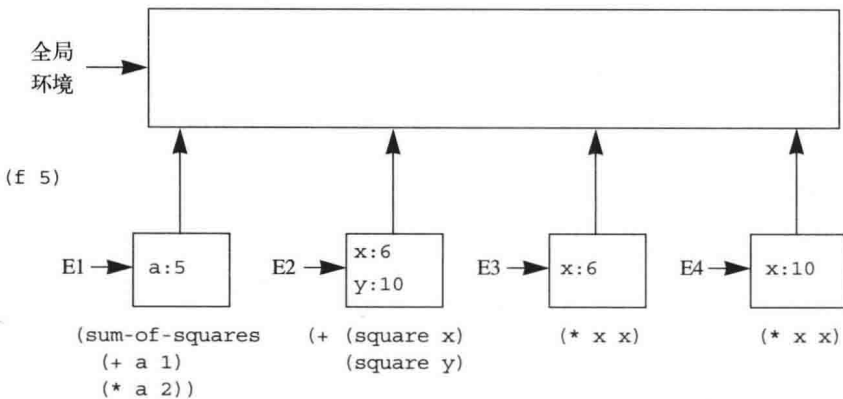 全局
环境
(f 5)
E1
a:5
E2
x:6
y:10
E3
x:6
E4
x:10
(sum-of-squares
(+ a 1)
(* a 2))
(+ (square x)
(square y)
(* x x)
(* x x)